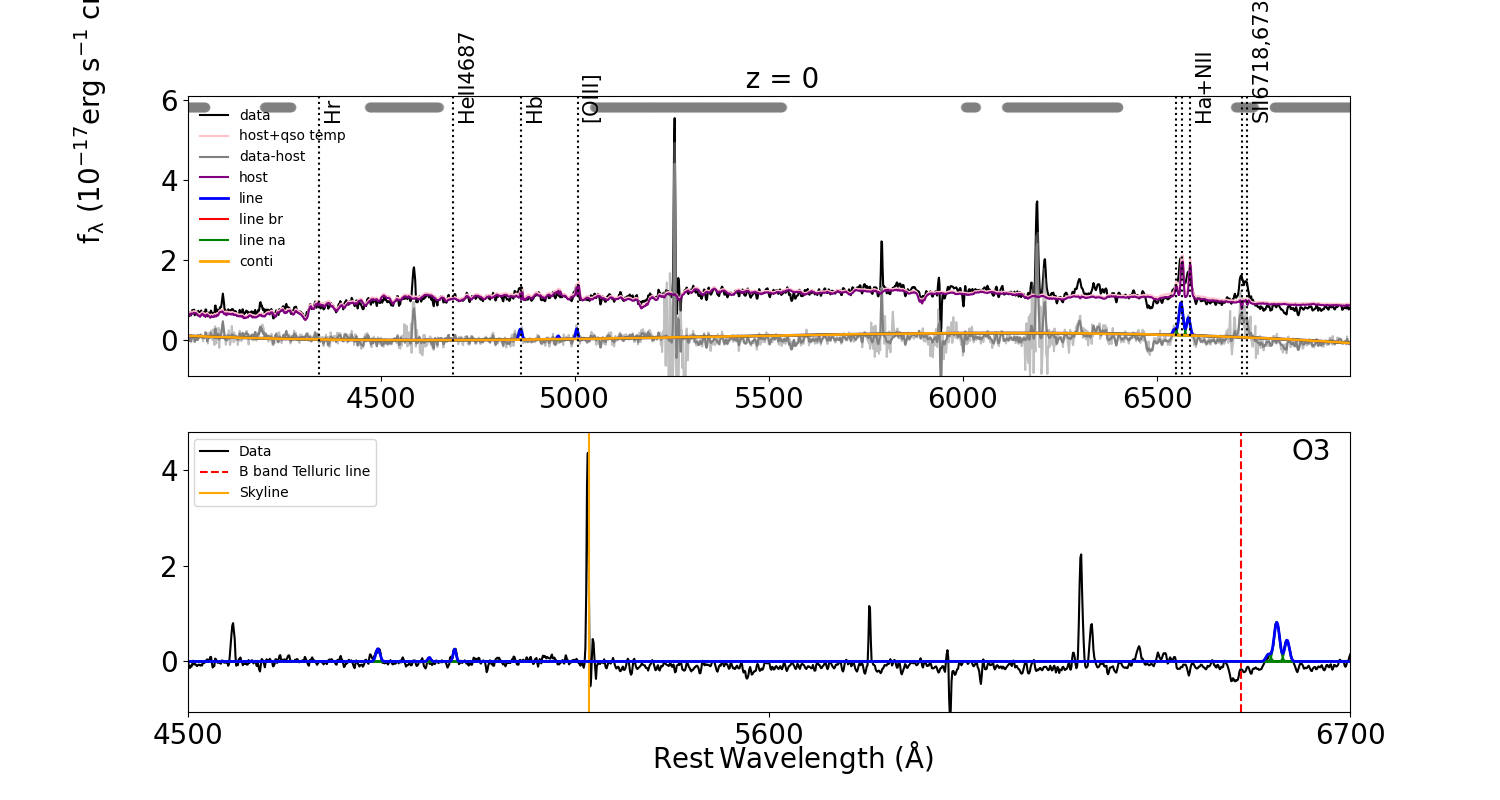 z = 0
f_λ (10^−17 erg s^−1
6
4
2
0
Hr
HeII4687
Hb
[OIII]
Ha+NII
SII6718,673
data
host+qso temp
data-host
host
line
line br
line na
conti
4500 5000 5500 6000 6500
4
2
0
Data
B band Telluric line
Skyline
O3
4500 5600 6700
Rest Wavelength (Å)